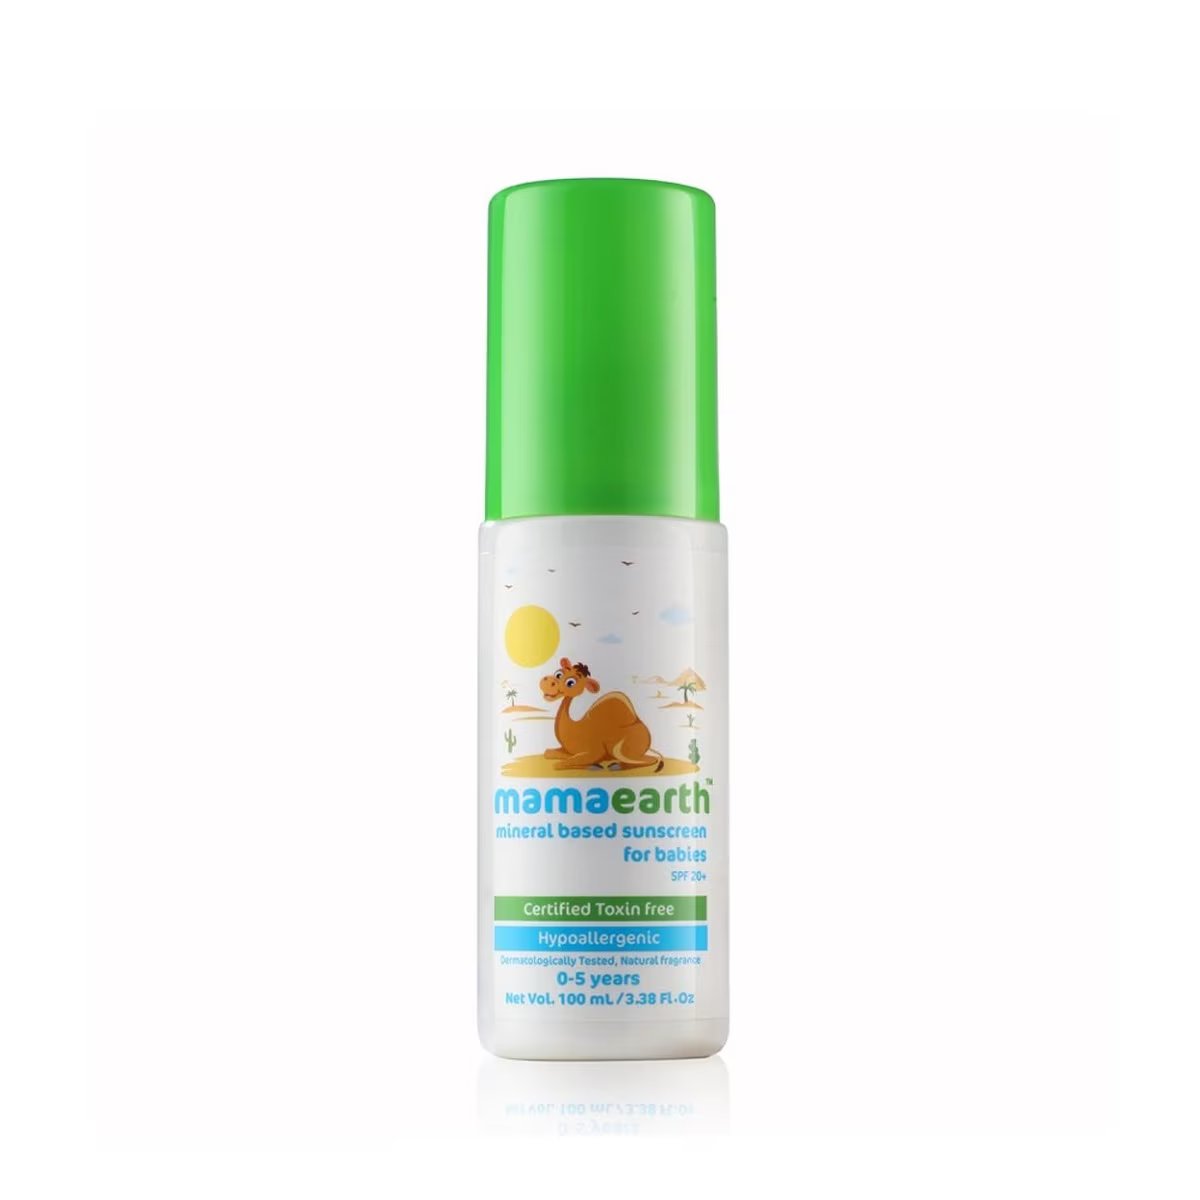 mamaearth™
mineral based sunscreen
for babies
SPF 20+
Certified Toxin free
Hypoallergenic
Dermatologically Tested, Natural fragrance
0-5 years
Net Vol. 100 mL/3.38 Fl.Oz